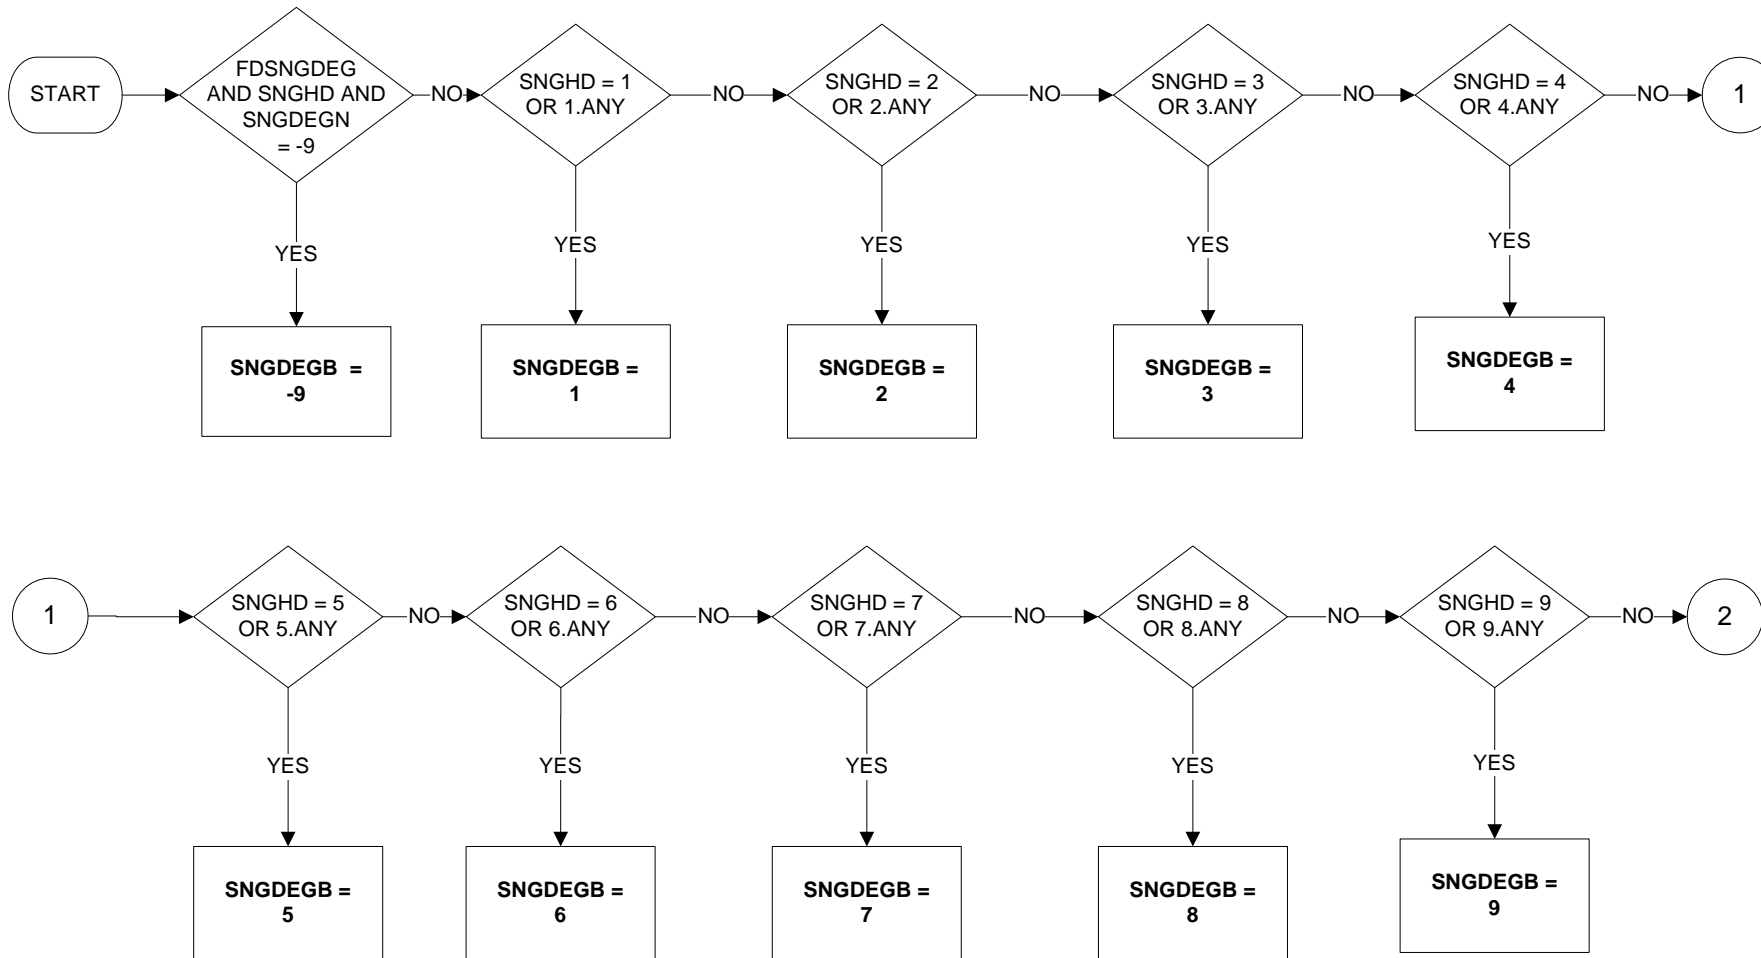 START
FDSNGDEG
AND SNGHD AND
SNGDEGN
= -9
NO
SNGHD = 1
OR 1.ANY
NO
SNGHD = 2
OR 2.ANY
NO
SNGHD = 3
OR 3.ANY
NO
SNGHD = 4
OR 4.ANY
NO
1
YES
YES
YES
YES
YES
SNGDEGB =
-9
SNGDEGB =
1
SNGDEGB =
2
SNGDEGB =
3
SNGDEGB =
4
1
SNGHD = 5
OR 5.ANY
NO
SNGHD = 6
OR 6.ANY
NO
SNGHD = 7
OR 7.ANY
NO
SNGHD = 8
OR 8.ANY
NO
SNGHD = 9
OR 9.ANY
NO
2
YES
YES
YES
YES
YES
SNGDEGB =
5
SNGDEGB =
6
SNGDEGB =
7
SNGDEGB =
8
SNGDEGB =
9